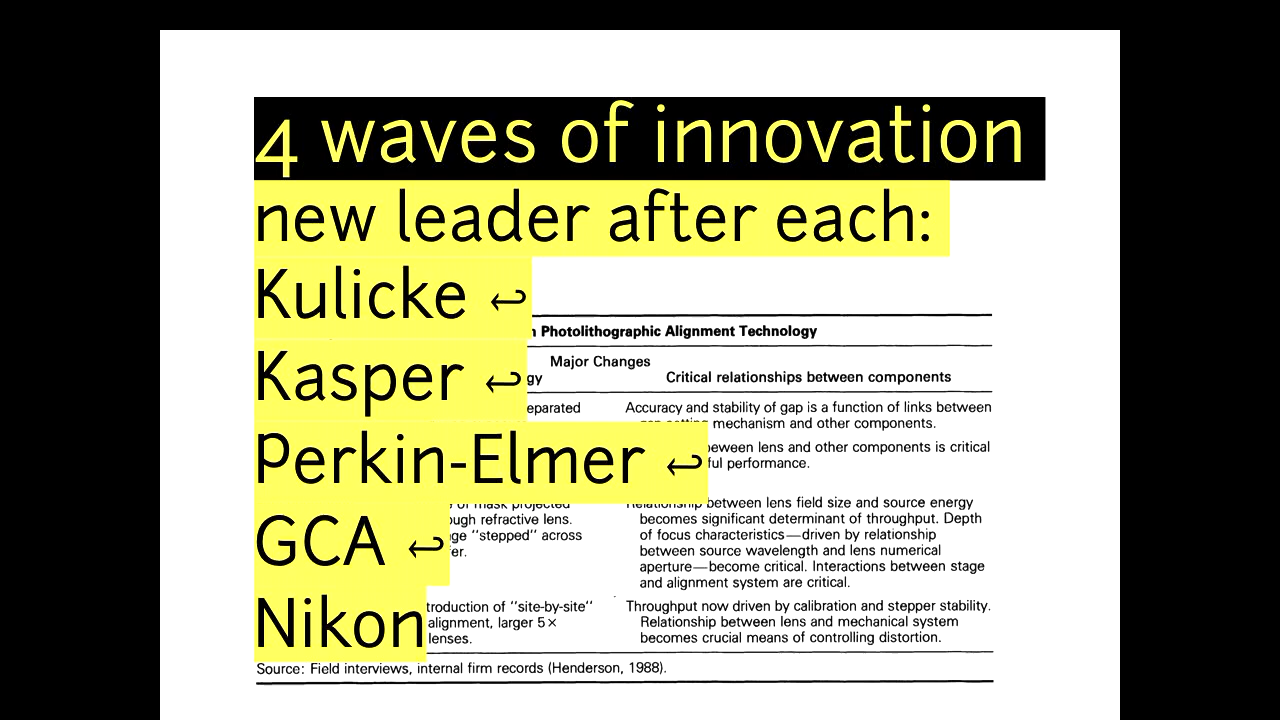 4 waves of innovation
new leader after each:
Kulicke ↩
Kasper ↩
Perkin-Elmer ↩
GCA ↩
Nikon
Photolithographic Alignment Technology
Major Changes
Critical relationships between components
Accuracy and stability of gap is a function of links between
mechanism and other components.
beween lens and other components is critical
performance.
of mask projected
refractive lens.
"stepped" across
Relationship between lens field size and source energy
becomes significant determinant of throughput. Depth
of focus characteristics—driven by relationship
between source wavelength and lens numerical
aperture—become critical. Interactions between stage
and alignment system are critical.
of "site-by-site"
alignment, larger 5×
lenses.
Throughput now driven by calibration and stepper stability.
Relationship between lens and mechanical system
becomes crucial means of controlling distortion.
Source: Field interviews, internal firm records (Henderson, 1988).